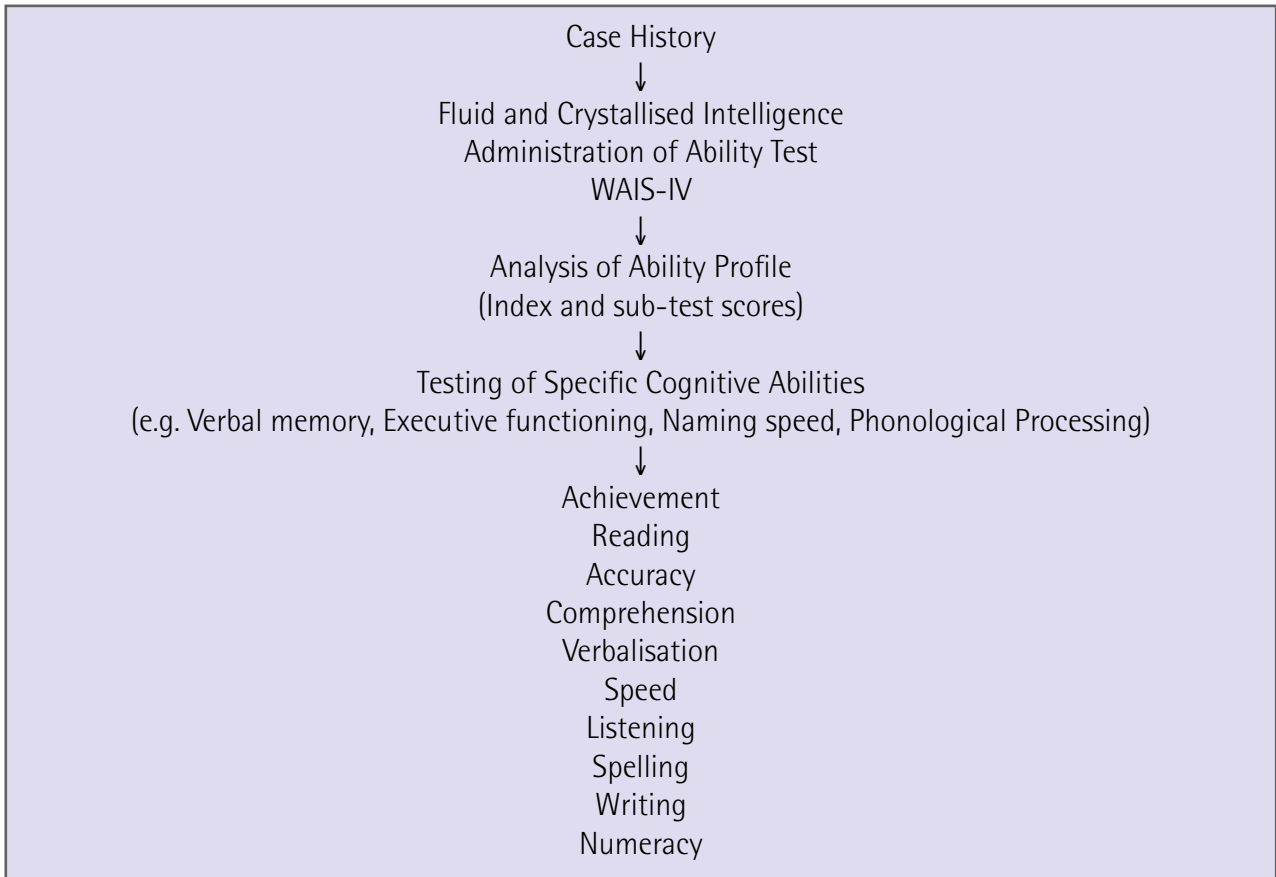 Case History
↓
Fluid and Crystallised Intelligence
Administration of Ability Test
WAIS-IV
↓
Analysis of Ability Profile
(Index and sub-test scores)
↓
Testing of Specific Cognitive Abilities
(e.g. Verbal memory, Executive functioning, Naming speed, Phonological Processing)
↓
Achievement
Reading
Accuracy
Comprehension
Verbalisation
Speed
Listening
Spelling
Writing
Numeracy